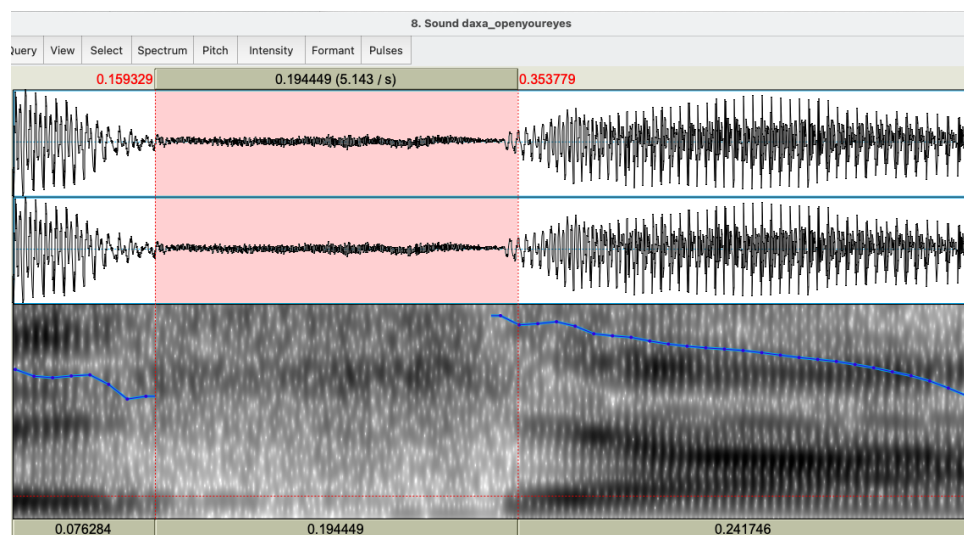 8. Sound daxa_openyoureyes
Query View Select Spectrum Pitch Intensity Formant Pulses
0.159329 0.194449 (5.143 / s) 0.353779
0.076284 0.194449 0.241746